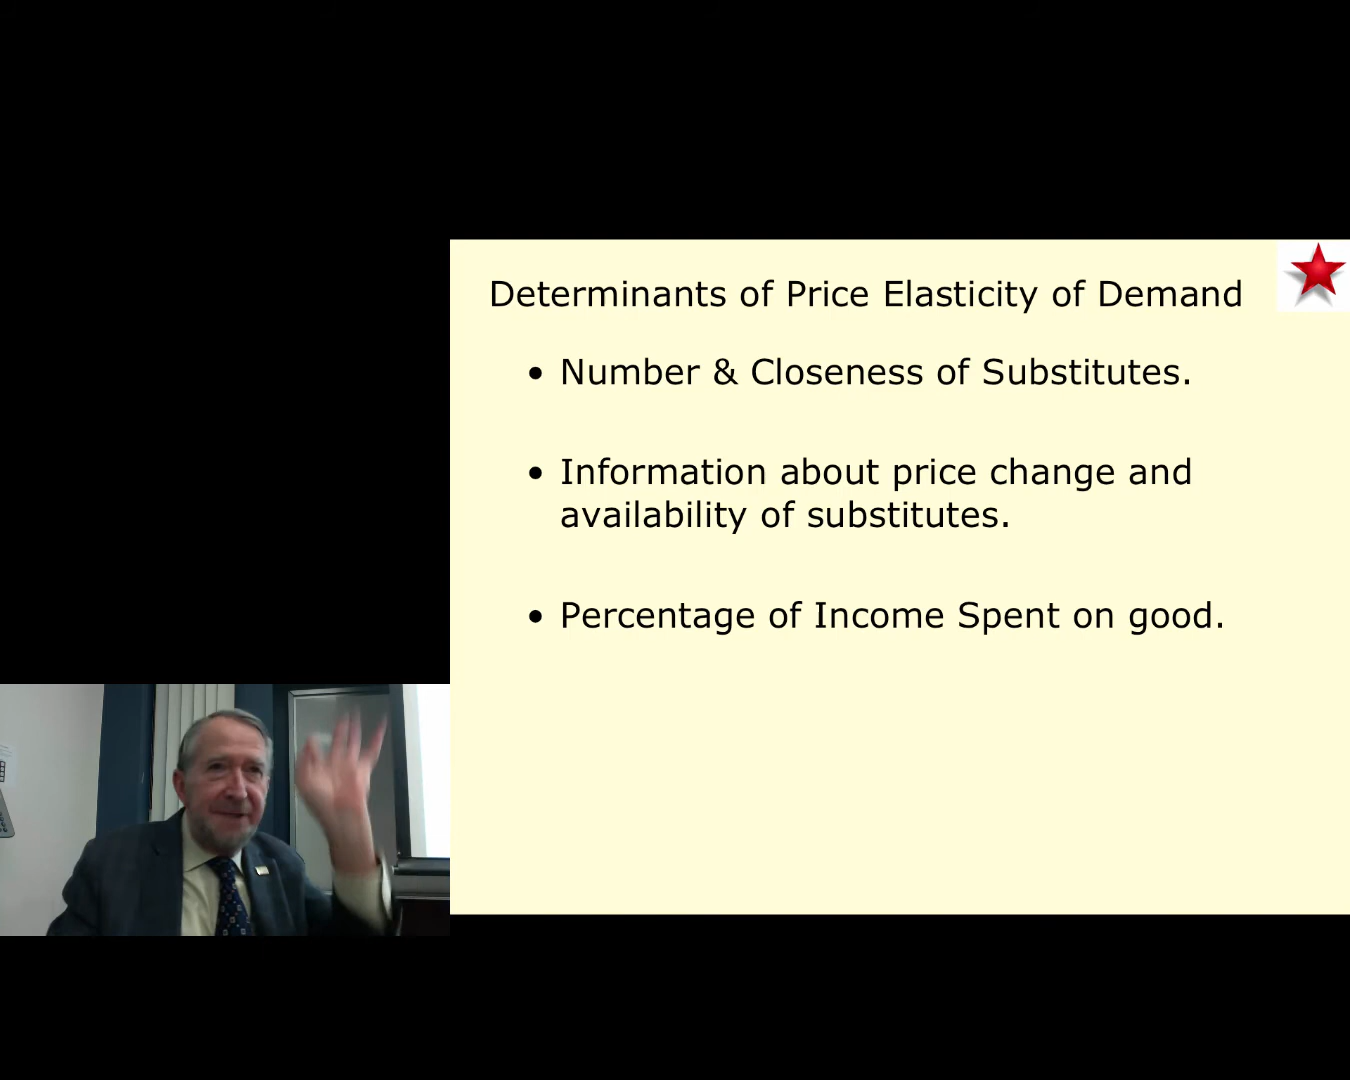 Determinants of Price Elasticity of Demand
• Number & Closeness of Substitutes.
• Information about price change and
availability of substitutes.
• Percentage of Income Spent on good.